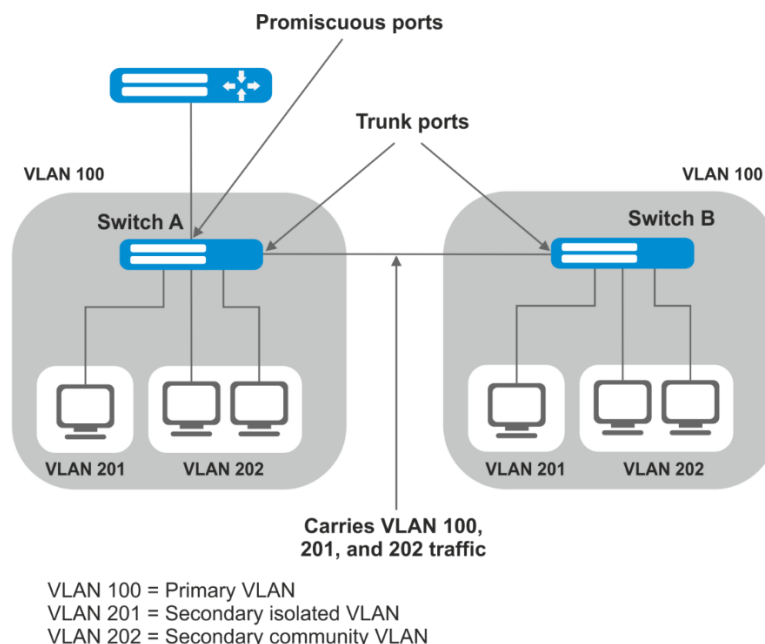 Promiscuous ports
Trunk ports
VLAN 100
VLAN 100
Switch A
Switch B
VLAN 201
VLAN 202
VLAN 201
VLAN 202
Carries VLAN 100,
201, and 202 traffic
VLAN 100 = Primary VLAN
VLAN 201 = Secondary isolated VLAN
VLAN 202 = Secondary community VLAN